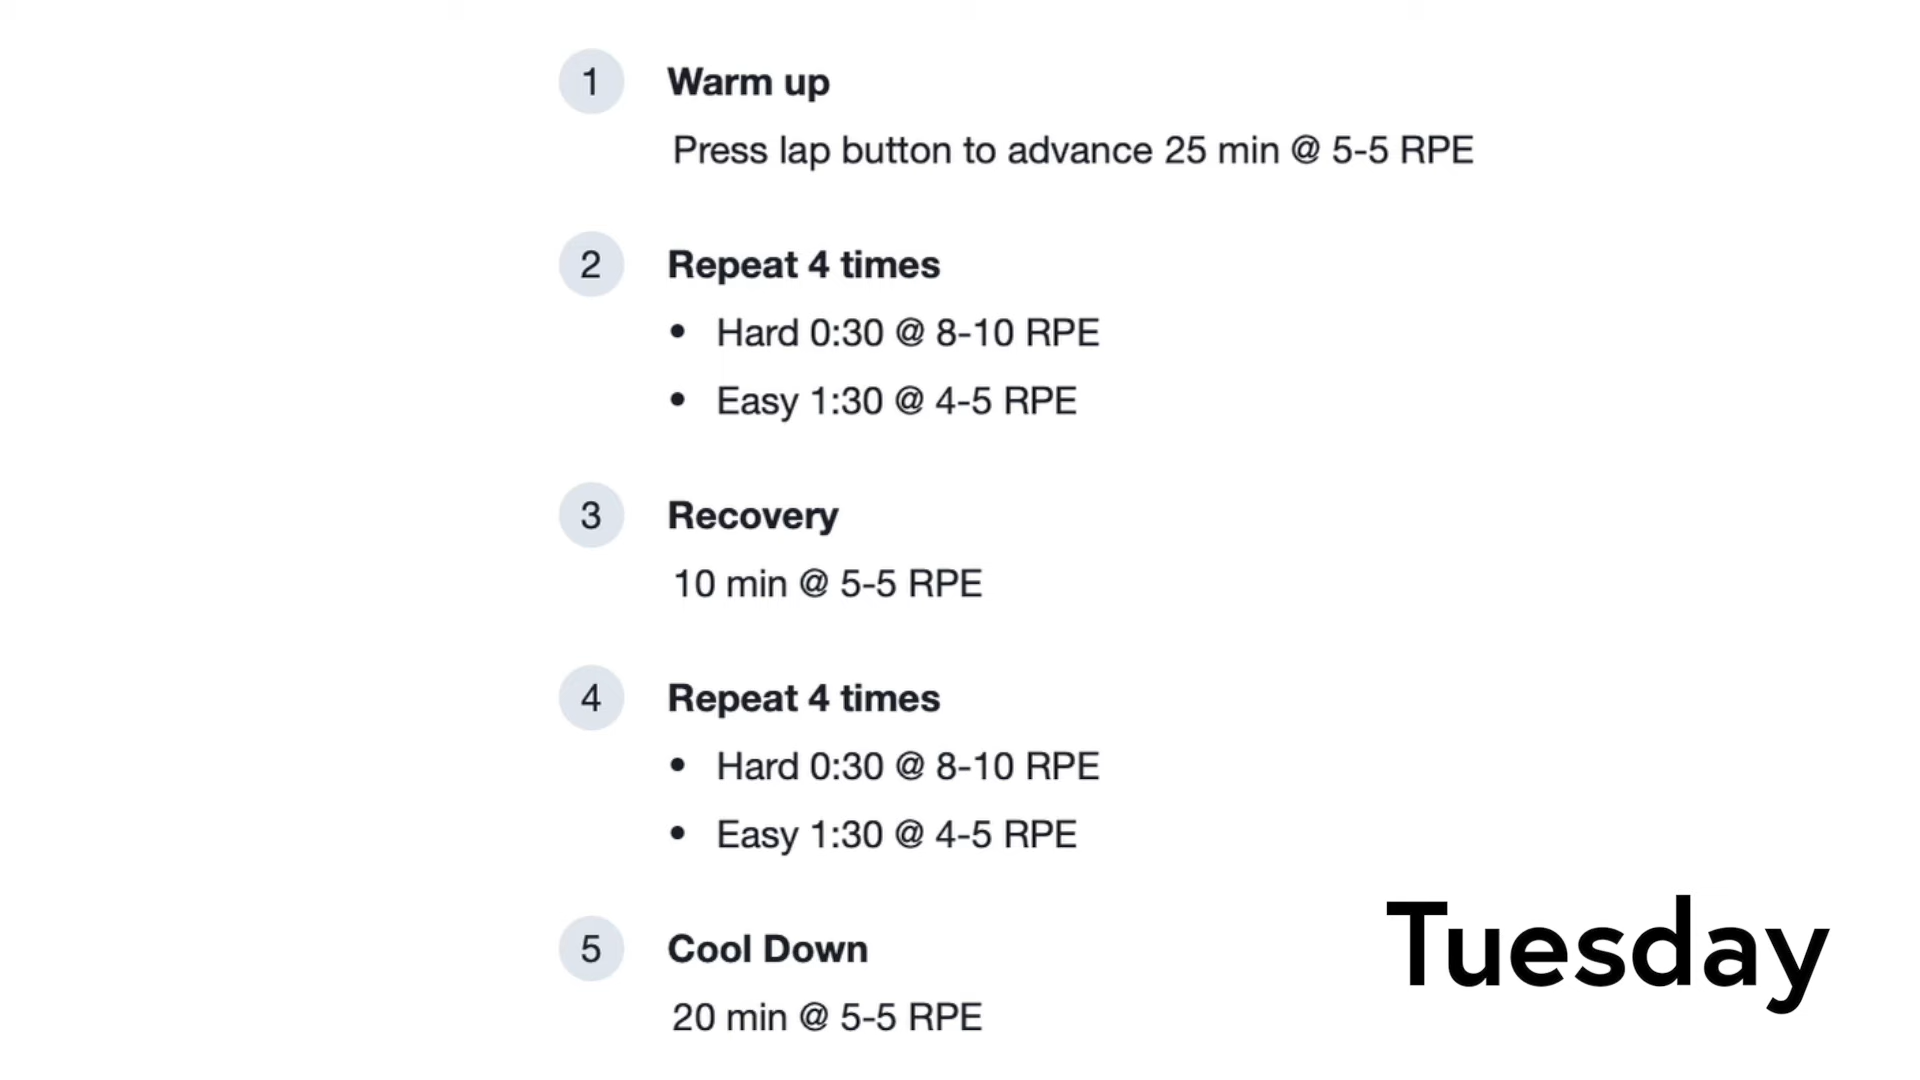 1 Warm up
Press lap button to advance 25 min @ 5-5 RPE
2 Repeat 4 times
• Hard 0:30 @ 8-10 RPE
• Easy 1:30 @ 4-5 RPE
3 Recovery
10 min @ 5-5 RPE
4 Repeat 4 times
• Hard 0:30 @ 8-10 RPE
• Easy 1:30 @ 4-5 RPE
5 Cool Down
20 min @ 5-5 RPE
Tuesday